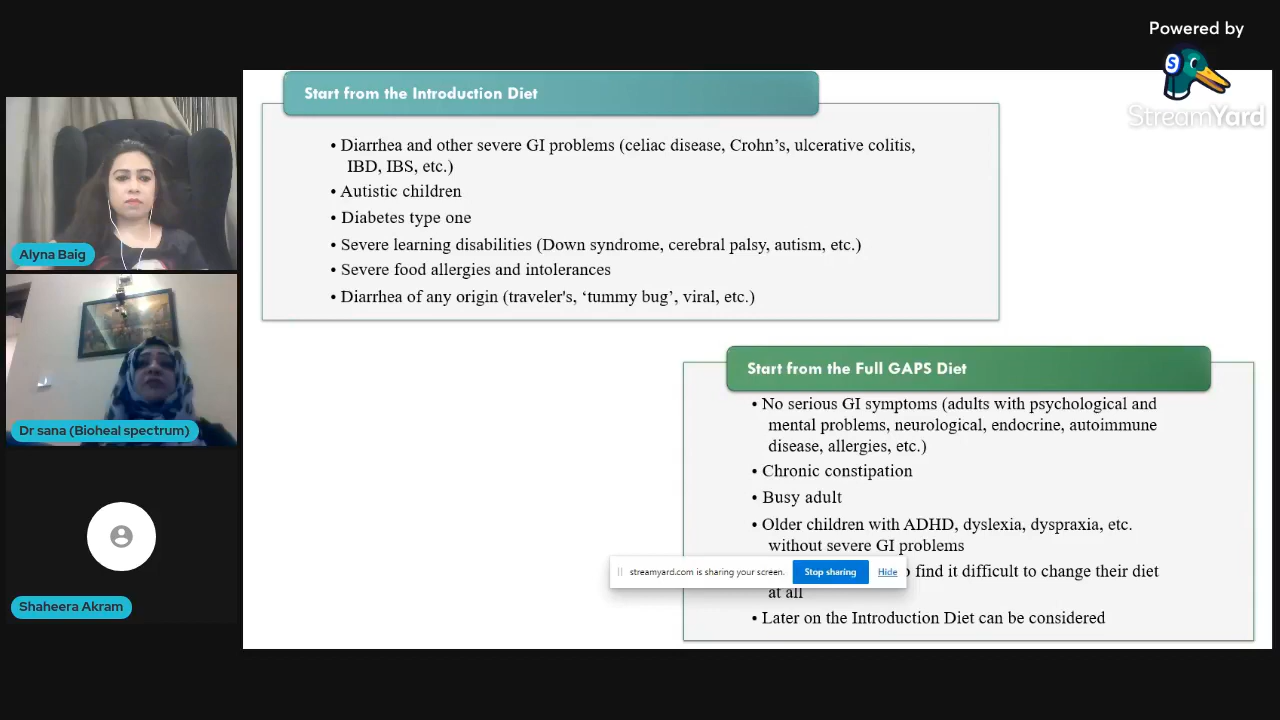 Powered by
StreamYard
Start from the Introduction Diet
• Diarrhea and other severe GI problems (celiac disease, Crohn’s, ulcerative colitis,
IBD, IBS, etc.)
• Autistic children
• Diabetes type one
• Severe learning disabilities (Down syndrome, cerebral palsy, autism, etc.)
• Severe food allergies and intolerances
• Diarrhea of any origin (traveler's, ‘tummy bug’, viral, etc.)
Start from the Full GAPS Diet
• No serious GI symptoms (adults with psychological and
mental problems, neurological, endocrine, autoimmune
disease, allergies, etc.)
• Chronic constipation
• Busy adult
• Older children with ADHD, dyslexia, dyspraxia, etc.
without severe GI problems
find it difficult to change their diet
at all
• Later on the Introduction Diet can be considered
streamyard.com is sharing your screen.
Stop sharing
Hide
Alyna Baig
Dr sana (Bioheal spectrum)
Shaheera Akram